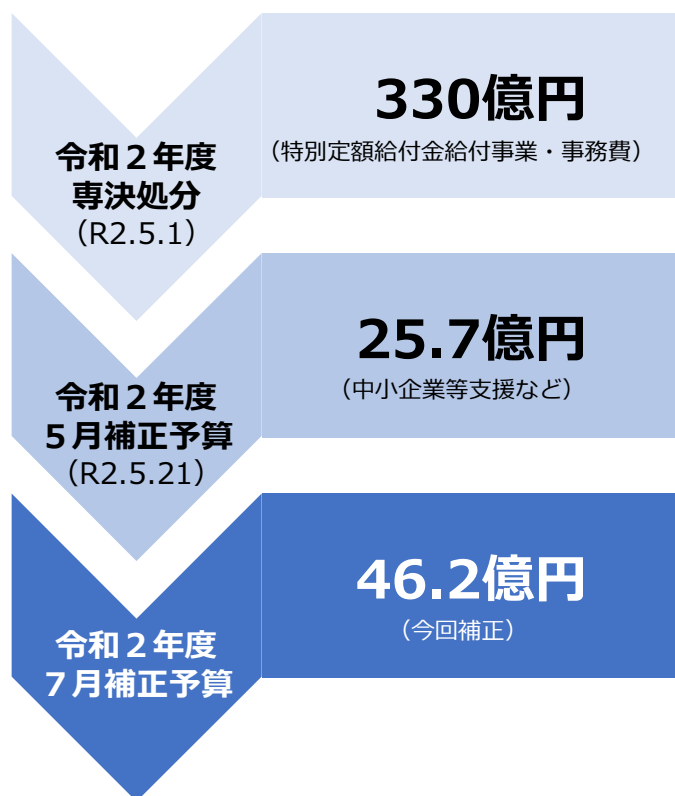 令和２年度
専決処分
（R2.5.1）
330億円
（特別定額給付金給付事業・事務費）
令和２年度
５月補正予算
（R2.5.21）
25.7億円
（中小企業等支援など）
令和２年度
７月補正予算
46.2億円
（今回補正）